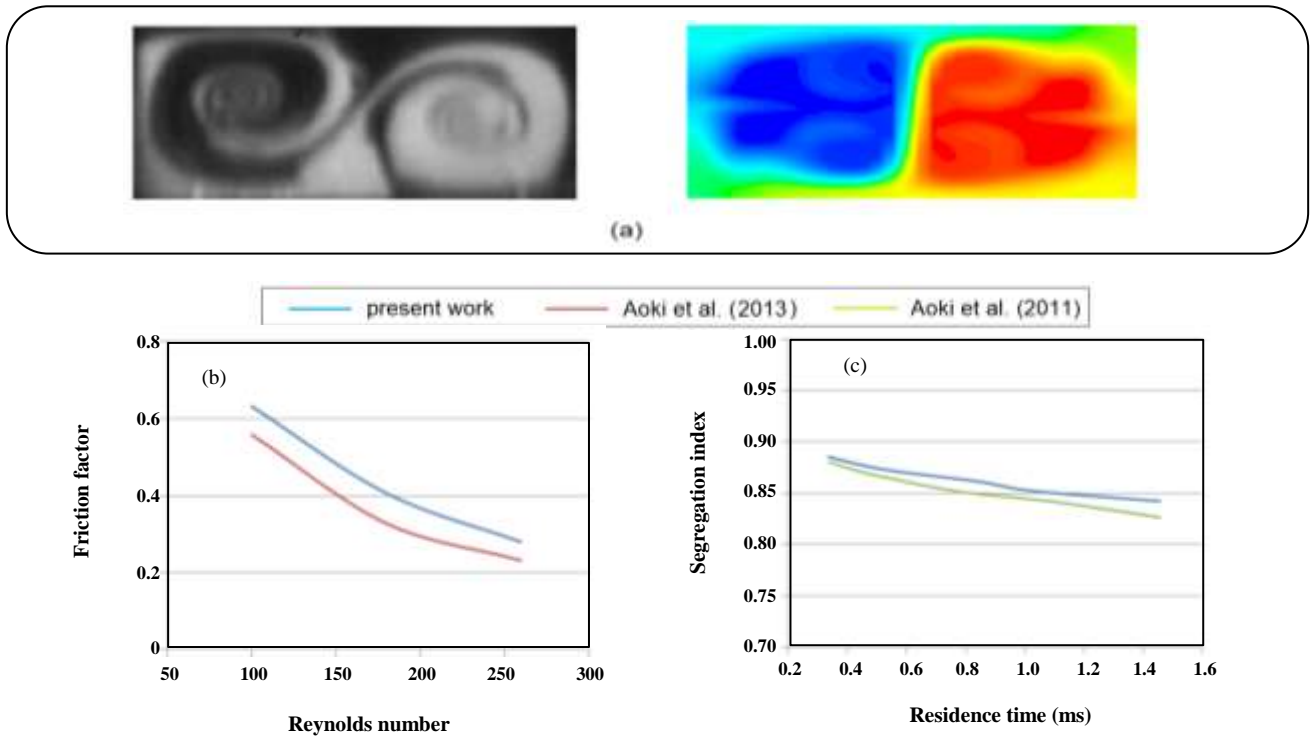 (a)
present work Aoki et al. (2013) Aoki et al. (2011)
(b)
Friction factor
0.8
0.6
0.4
0.2
0
50 100 150 200 250 300
Reynolds number
(c)
Segregation index
1.00
0.95
0.90
0.85
0.80
0.75
0.70
0.2 0.4 0.6 0.8 1.0 1.2 1.4 1.6
Residence time (ms)